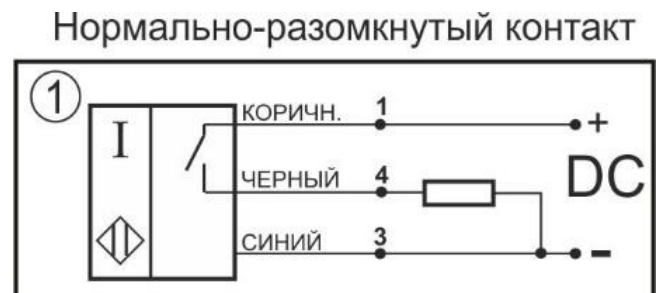 Нормально-разомкнутый контакт
1
I
КОРИЧН. 1
+
ЧЕРНЫЙ 4
DC
СИНИЙ 3
-